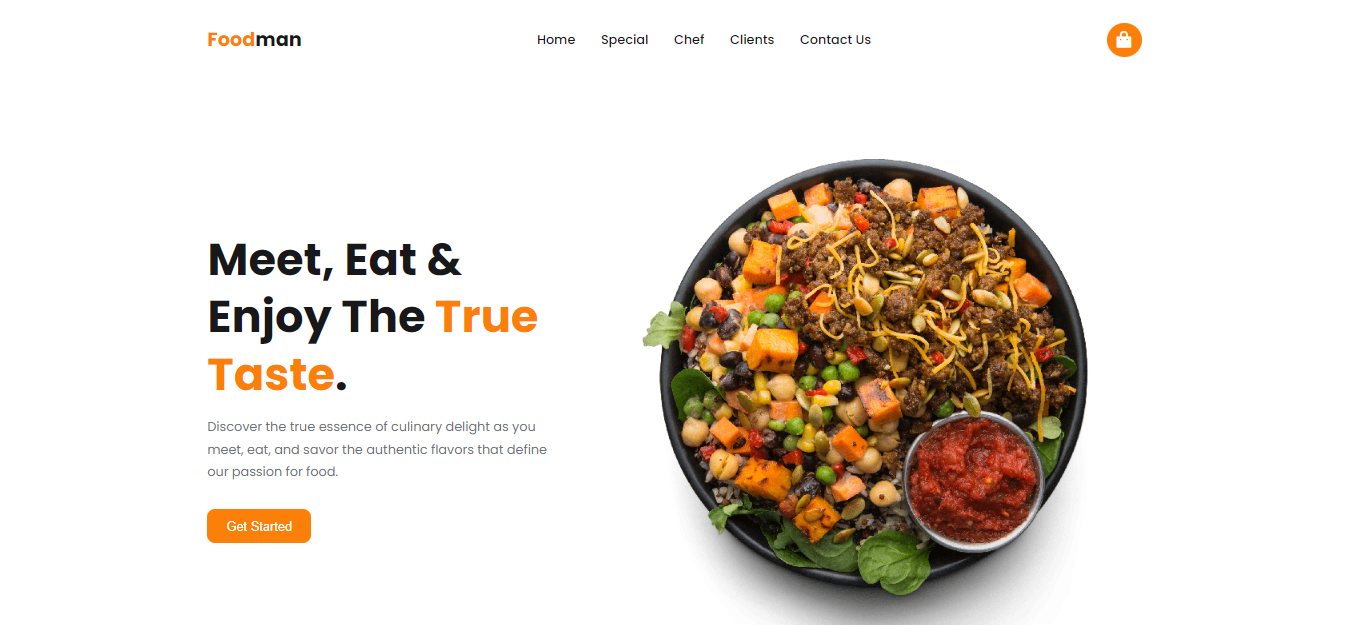 Foodman
Home Special Chef Clients Contact Us
Meet, Eat &
Enjoy The True
Taste.
Discover the true essence of culinary delight as you
meet, eat, and savor the authentic flavors that define
our passion for food.
Get Started